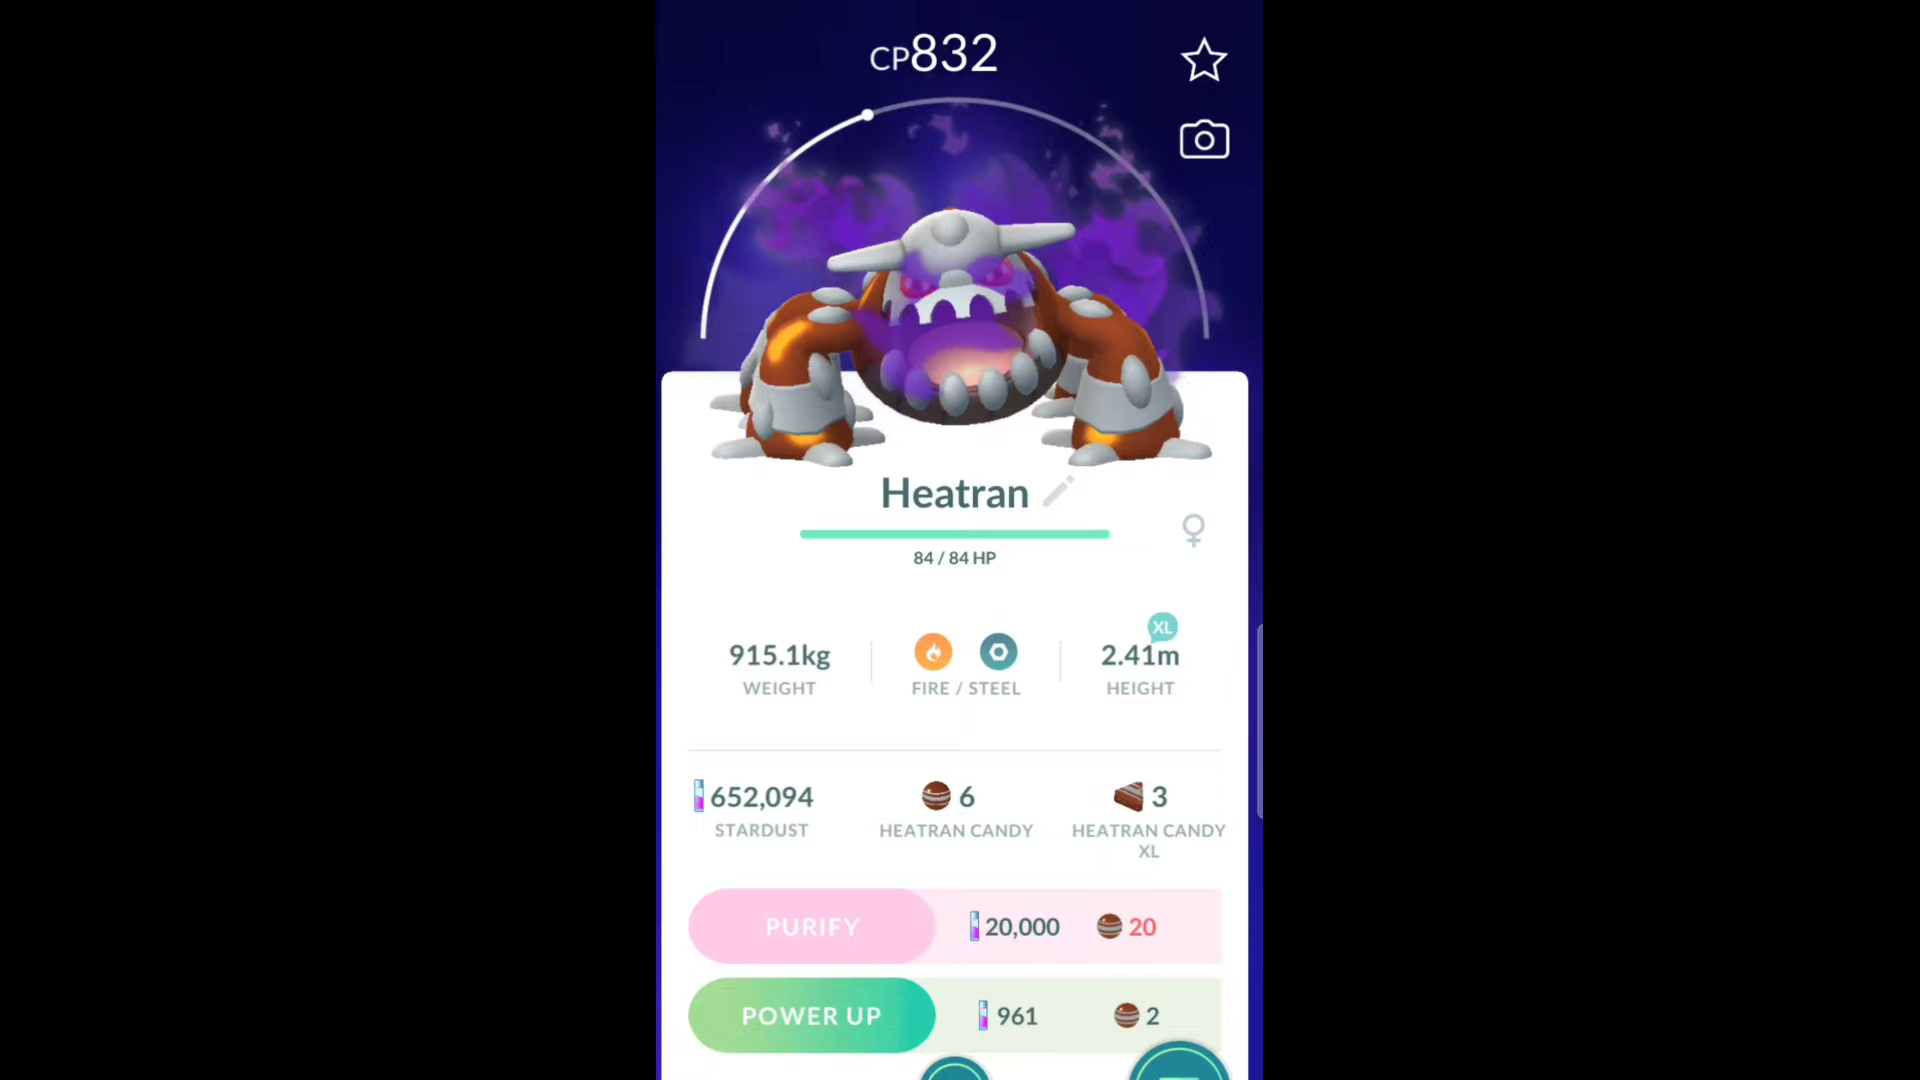 CP832
Heatran
84 / 84 HP
XL
915.1kg
WEIGHT
FIRE / STEEL
2.41m
HEIGHT
652,094
STARDUST
6
HEATRAN CANDY
3
HEATRAN CANDY
XL
PURIFY
20,000
20
POWER UP
961
2